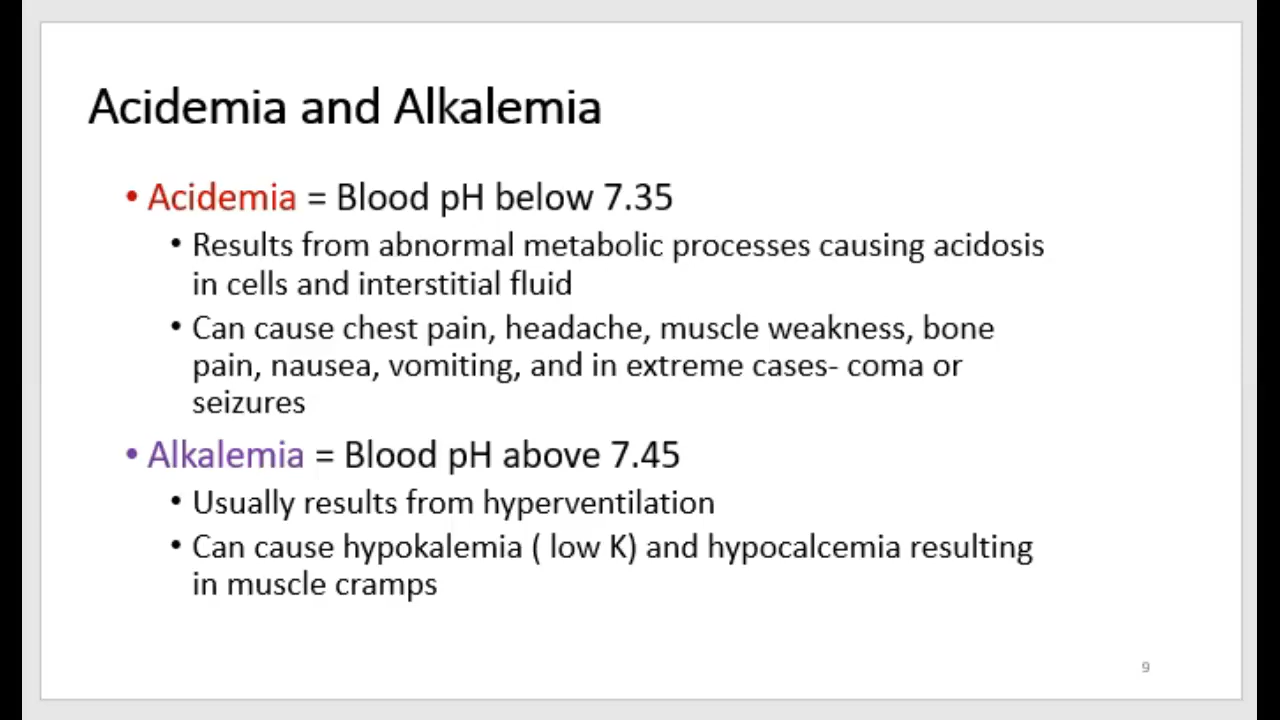 Acidemia and Alkalemia
• Acidemia = Blood pH below 7.35
• Results from abnormal metabolic processes causing acidosis
in cells and interstitial fluid
• Can cause chest pain, headache, muscle weakness, bone
pain, nausea, vomiting, and in extreme cases- coma or
seizures
• Alkalemia = Blood pH above 7.45
• Usually results from hyperventilation
• Can cause hypokalemia ( low K) and hypocalcemia resulting
in muscle cramps
9